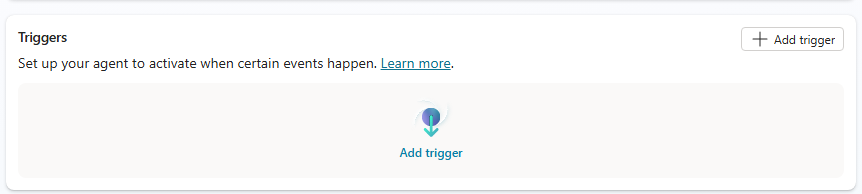 Triggers
Add trigger
Set up your agent to activate when certain events happen. Learn more.
Add trigger